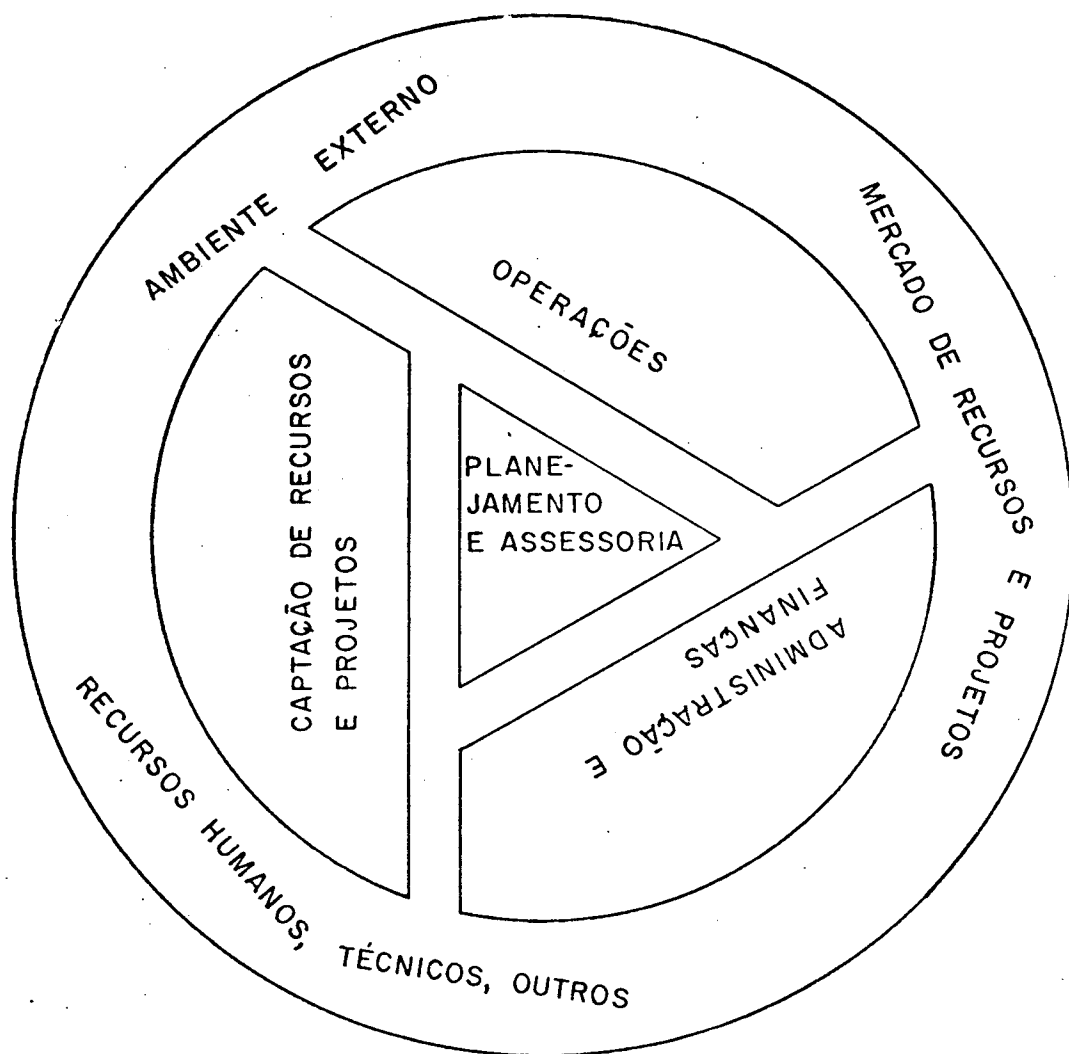 AMBIENTE EXTERNO
MERCADO DE RECURSOS E PROJETOS
OPERAÇÕES
CAPTAÇÃO DE RECURSOS
E PROJETOS
PLANE-
JAMENTO
E ASSESSORIA
ADMINISTRAÇÃO E
FINANÇAS
RECURSOS HUMANOS, TÉCNICOS, OUTROS